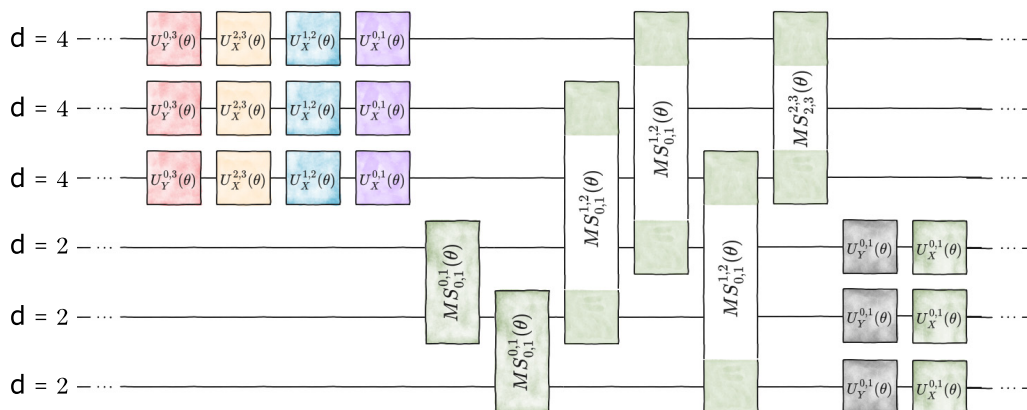 d = 4 ··· U_Y^{0,3}(θ) U_X^{2,3}(θ) U_X^{1,2}(θ) U_X^{0,1}(θ) ···
d = 4 ··· U_Y^{0,3}(θ) U_X^{2,3}(θ) U_X^{1,2}(θ) U_X^{0,1}(θ) ···
d = 4 ··· U_Y^{0,3}(θ) U_X^{2,3}(θ) U_X^{1,2}(θ) U_X^{0,1}(θ) ···
MS_{0,1}^{1,2}(θ)
MS_{0,1}^{1,2}(θ)
MS_{2,3}^{2,3}(θ)
d = 2 ··· U_Y^{0,1}(θ) U_X^{0,1}(θ) ···
MS_{0,1}^{0,1}(θ)
MS_{0,1}^{1,2}(θ)
d = 2 ··· U_Y^{0,1}(θ) U_X^{0,1}(θ) ···
MS_{0,1}^{0,1}(θ)
d = 2 ··· U_Y^{0,1}(θ) U_X^{0,1}(θ) ···